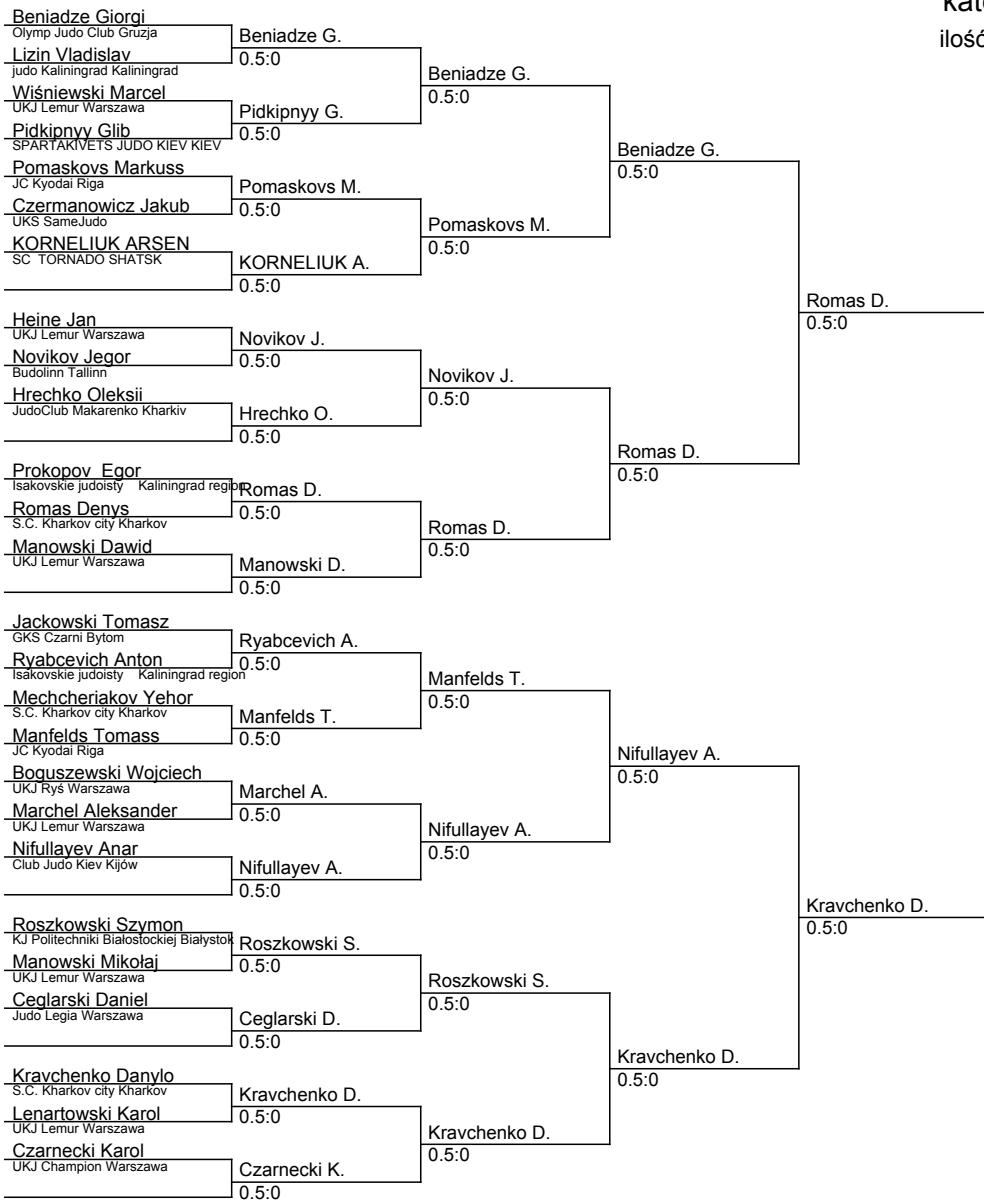 kate
ilość
Beniadze Giorgi
Olymp Judo Club Gruzja
Lizin Vladislav
judo Kaliningrad Kaliningrad
Wiśniewski Marcel
UKJ Lemur Warszawa
Pidkipnyy Glib
SPARTAKIVETS JUDO KIEV KIEV
Pomaskovs Markuss
JC Kyodai Riga
Czermanowicz Jakub
UKS SameJudo
KORNELIUK ARSEN
SC TORNADO SHATSK
Heine Jan
UKJ Lemur Warszawa
Novikov Jegor
Budolinn Tallinn
Hrechko Oleksii
JudoClub Makarenko Kharkiv
Prokopov Egor
Isakovskie judoisty Kaliningrad region
Romas Denys
S.C. Kharkov city Kharkov
Manowski Dawid
UKJ Lemur Warszawa
Jackowski Tomasz
GKS Czarni Bytom
Ryabcevich Anton
Isakovskie judoisty Kaliningrad region
Mechcheriakov Yehor
S.C. Kharkov city Kharkov
Manfelds Tomass
JC Kyodai Riga
Boguszewski Wojciech
UKJ Ryś Warszawa
Marchel Aleksander
UKJ Lemur Warszawa
Nifullayev Anar
Club Judo Kiev Kijów
Roszkowski Szymon
KJ Politechniki Białostockiej Białystok
Manowski Mikołaj
UKJ Lemur Warszawa
Ceglarski Daniel
Judo Legia Warszawa
Kravchenko Danylo
S.C. Kharkov city Kharkov
Lenartowski Karol
UKJ Lemur Warszawa
Czarnecki Karol
UKJ Champion Warszawa
Beniadze G.
0.5:0
Pidkipnyy G.
0.5:0
Pomaskovs M.
0.5:0
KORNELIUK A.
0.5:0
Novikov J.
0.5:0
Hrechko O.
0.5:0
Romas D.
0.5:0
Manowski D.
0.5:0
Ryabcevich A.
0.5:0
Manfelds T.
0.5:0
Marchel A.
0.5:0
Nifullayev A.
0.5:0
Roszkowski S.
0.5:0
Ceglarski D.
0.5:0
Kravchenko D.
0.5:0
Czarnecki K.
0.5:0
Beniadze G.
0.5:0
Pomaskovs M.
0.5:0
Novikov J.
0.5:0
Romas D.
0.5:0
Manfelds T.
0.5:0
Nifullayev A.
0.5:0
Roszkowski S.
0.5:0
Kravchenko D.
0.5:0
Beniadze G.
0.5:0
Romas D.
0.5:0
Nifullayev A.
0.5:0
Kravchenko D.
0.5:0
Romas D.
0.5:0
Kravchenko D.
0.5:0